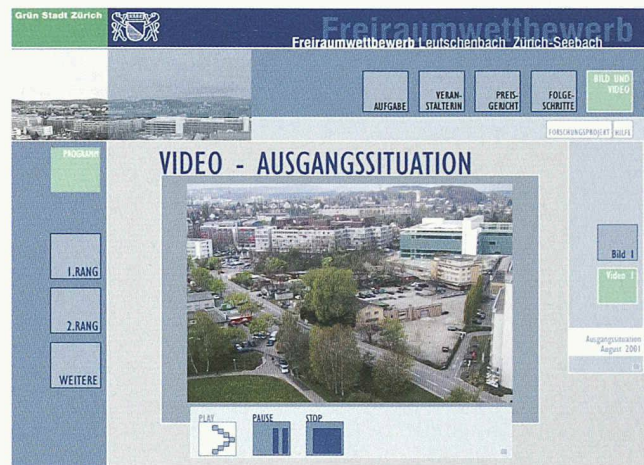 Grün Stadt Zürich
Freiraumwettbewerb
Freiraumwettbewerb Leutschenbach Zürich-Seebach
AUFGABE
VERAN-
STALTERIN
PREIS-
GERICHT
FOLGE-
SCHRITTE
BILD UND
VIDEO
FORSCHUNGSPROJEKT
HILFE
PROGRAMM
VIDEO - AUSGANGSSITUATION
1.RANG
2.RANG
WEITERE
Bild 1
Video 1
Ausgangssituation
August 2001
PLAY
PAUSE
STOP